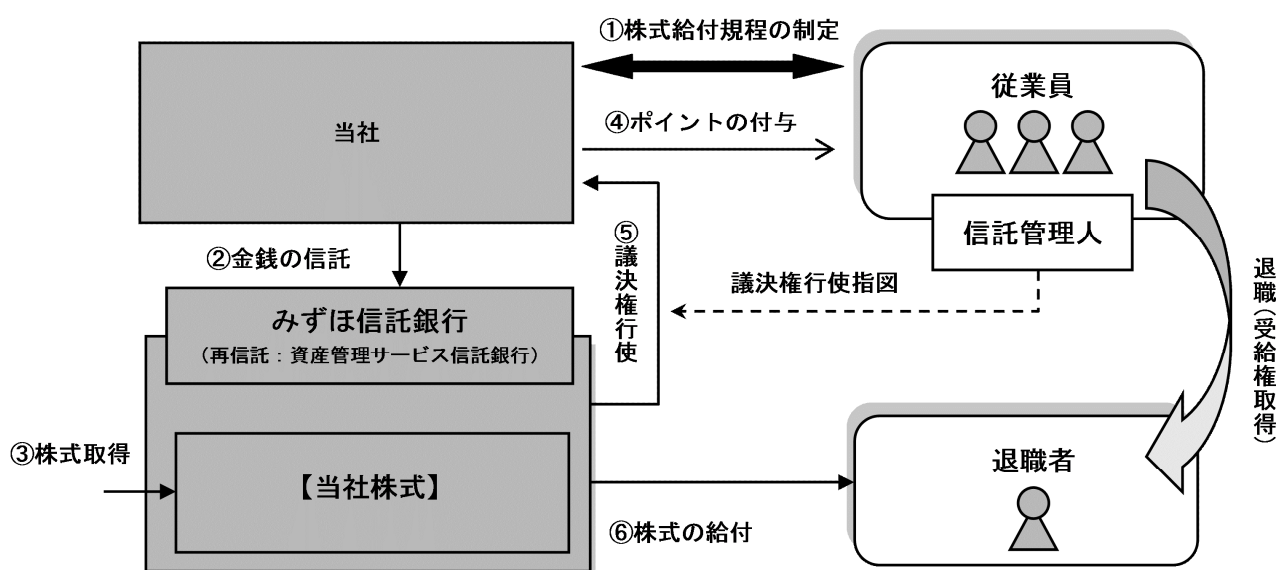 ①株式給付規程の制定
当社
従業員
④ポイントの付与
信託管理人
②金銭の信託
⑤議決権行使
議決権行使指図
退職（受給権取得）
みずほ信託銀行
（再信託：資産管理サービス信託銀行）
③株式取得
【当社株式】
退職者
⑥株式の給付